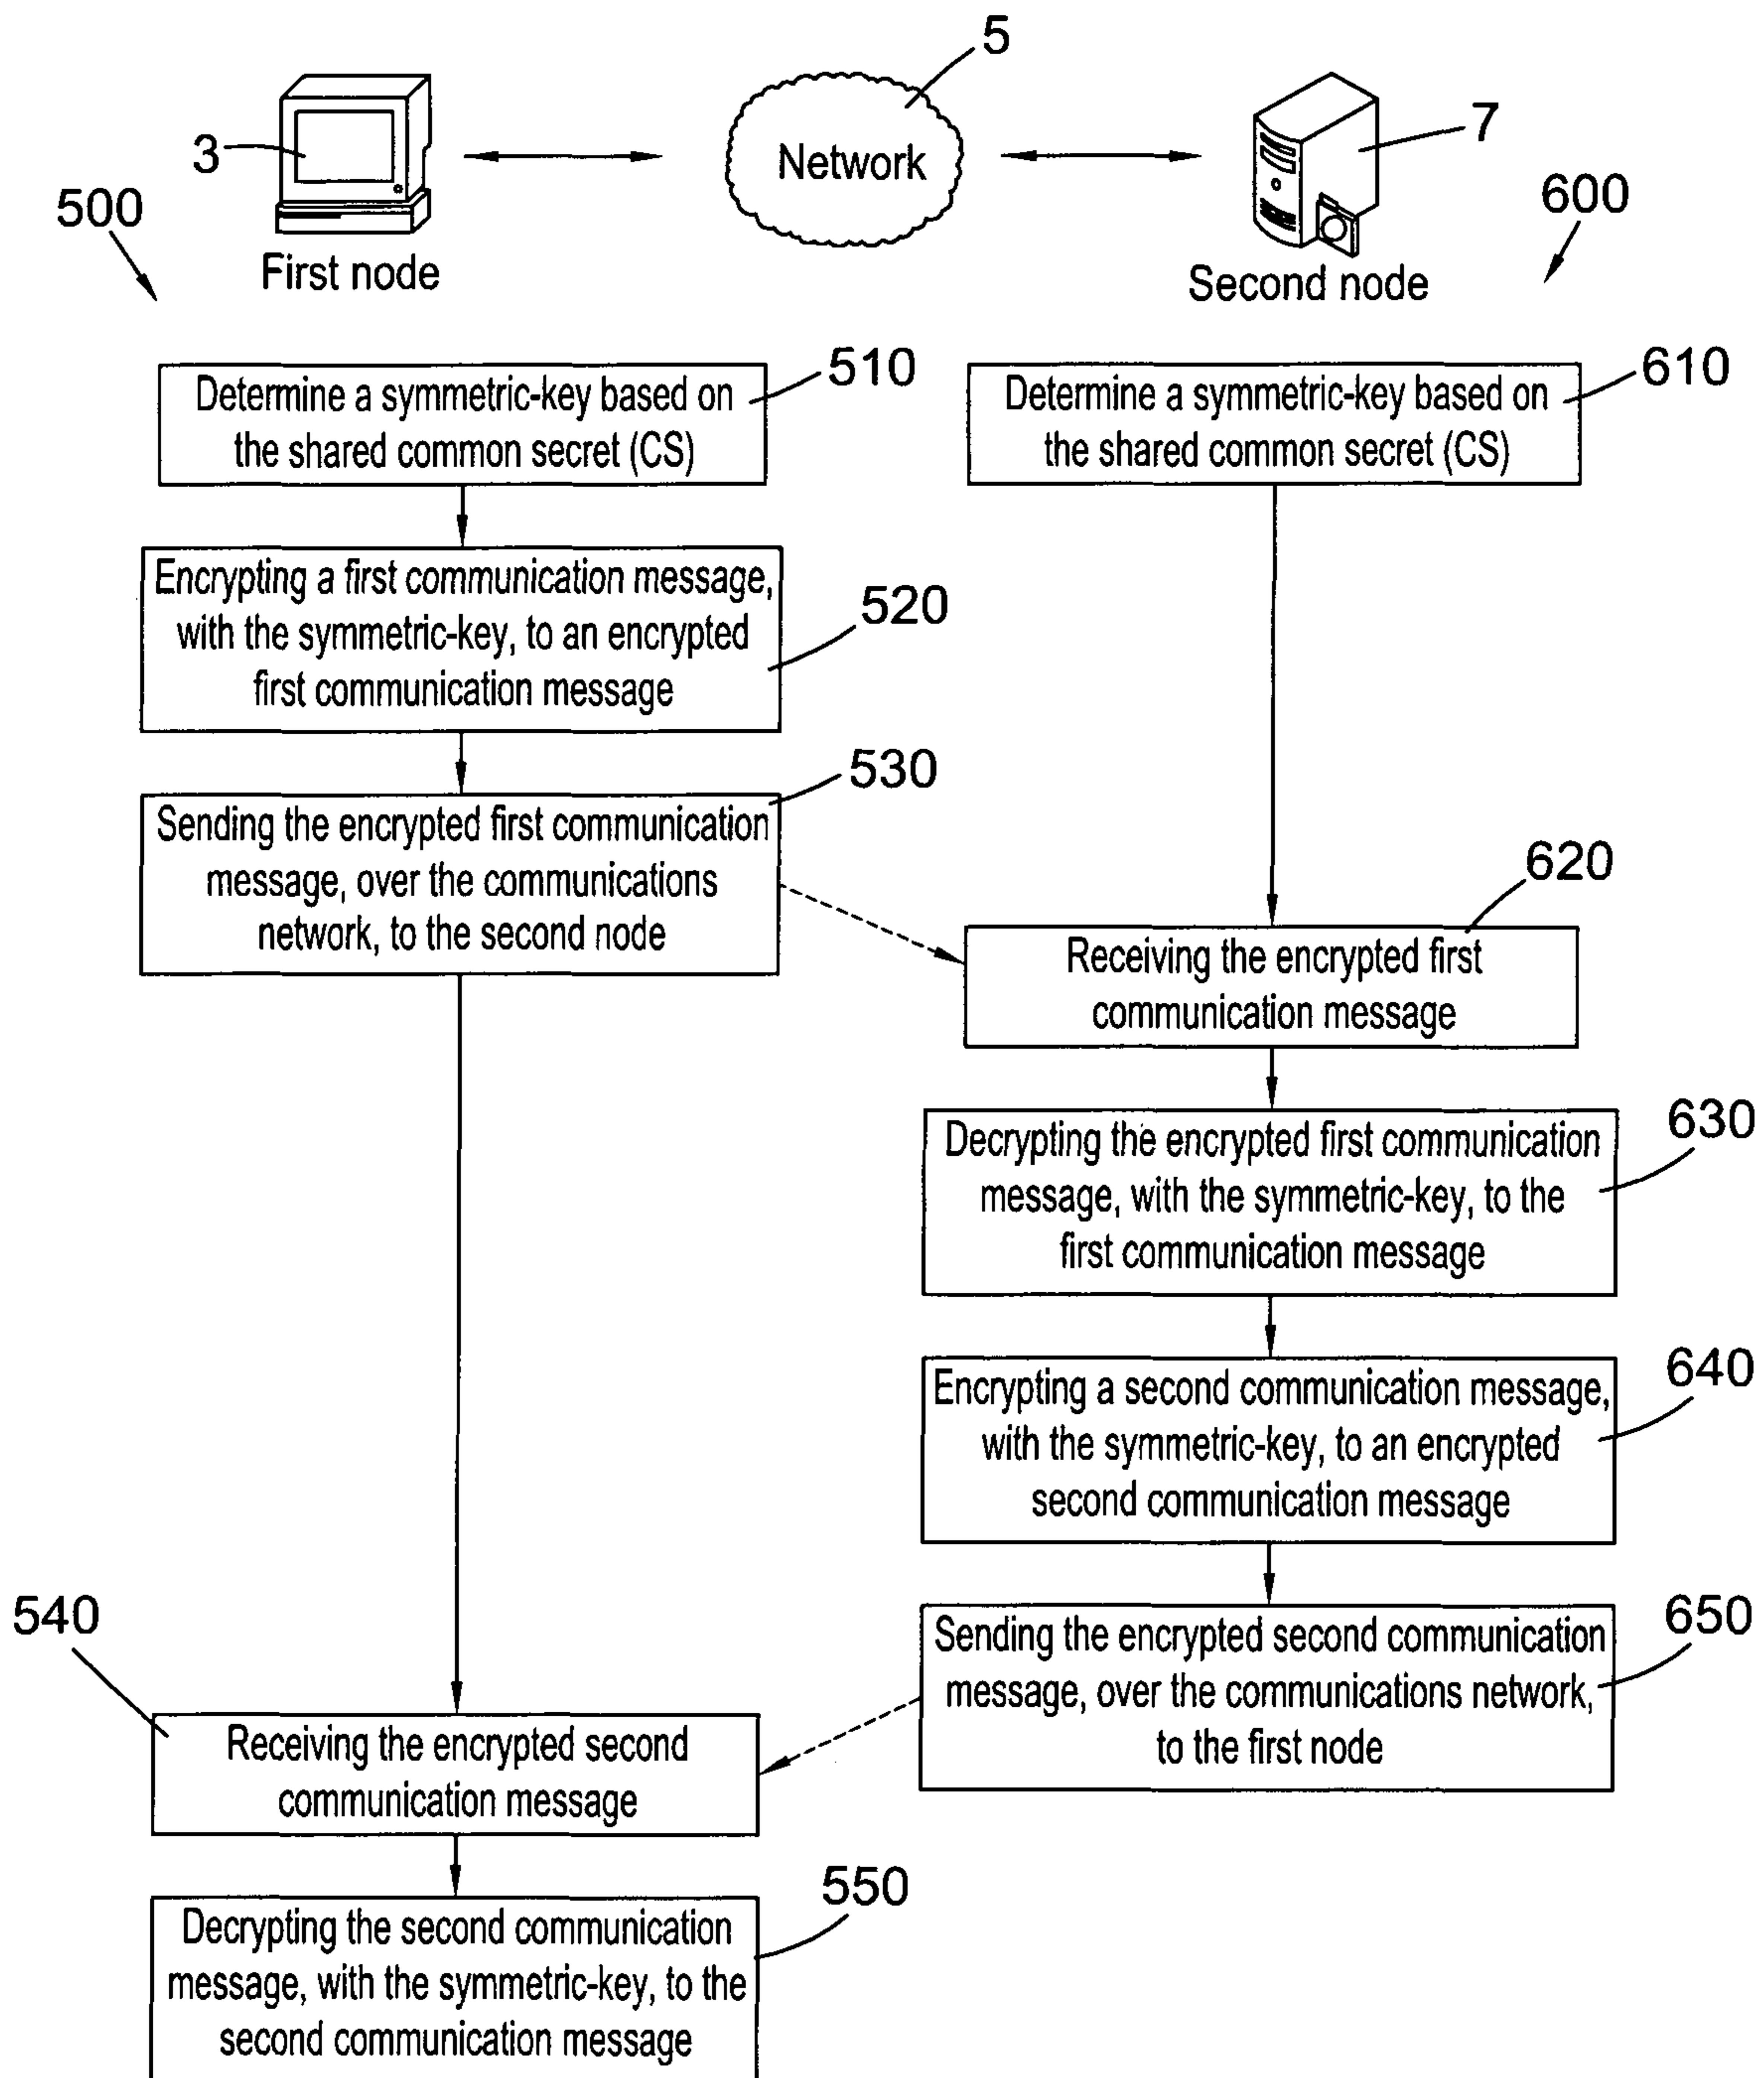 5
3
Network
7
500
600
First node
Second node
510
Determine a symmetric-key based on
the shared common secret (CS)
610
Determine a symmetric-key based on
the shared common secret (CS)
520
Encrypting a first communication message,
with the symmetric-key, to an encrypted
first communication message
530
Sending the encrypted first communication
message, over the communications
network, to the second node
620
Receiving the encrypted first
communication message
630
Decrypting the encrypted first communication
message, with the symmetric-key, to the
first communication message
640
Encrypting a second communication message,
with the symmetric-key, to an encrypted
second communication message
650
Sending the encrypted second communication
message, over the communications network,
to the first node
540
Receiving the encrypted second
communication message
550
Decrypting the second communication
message, with the symmetric-key, to the
second communication message